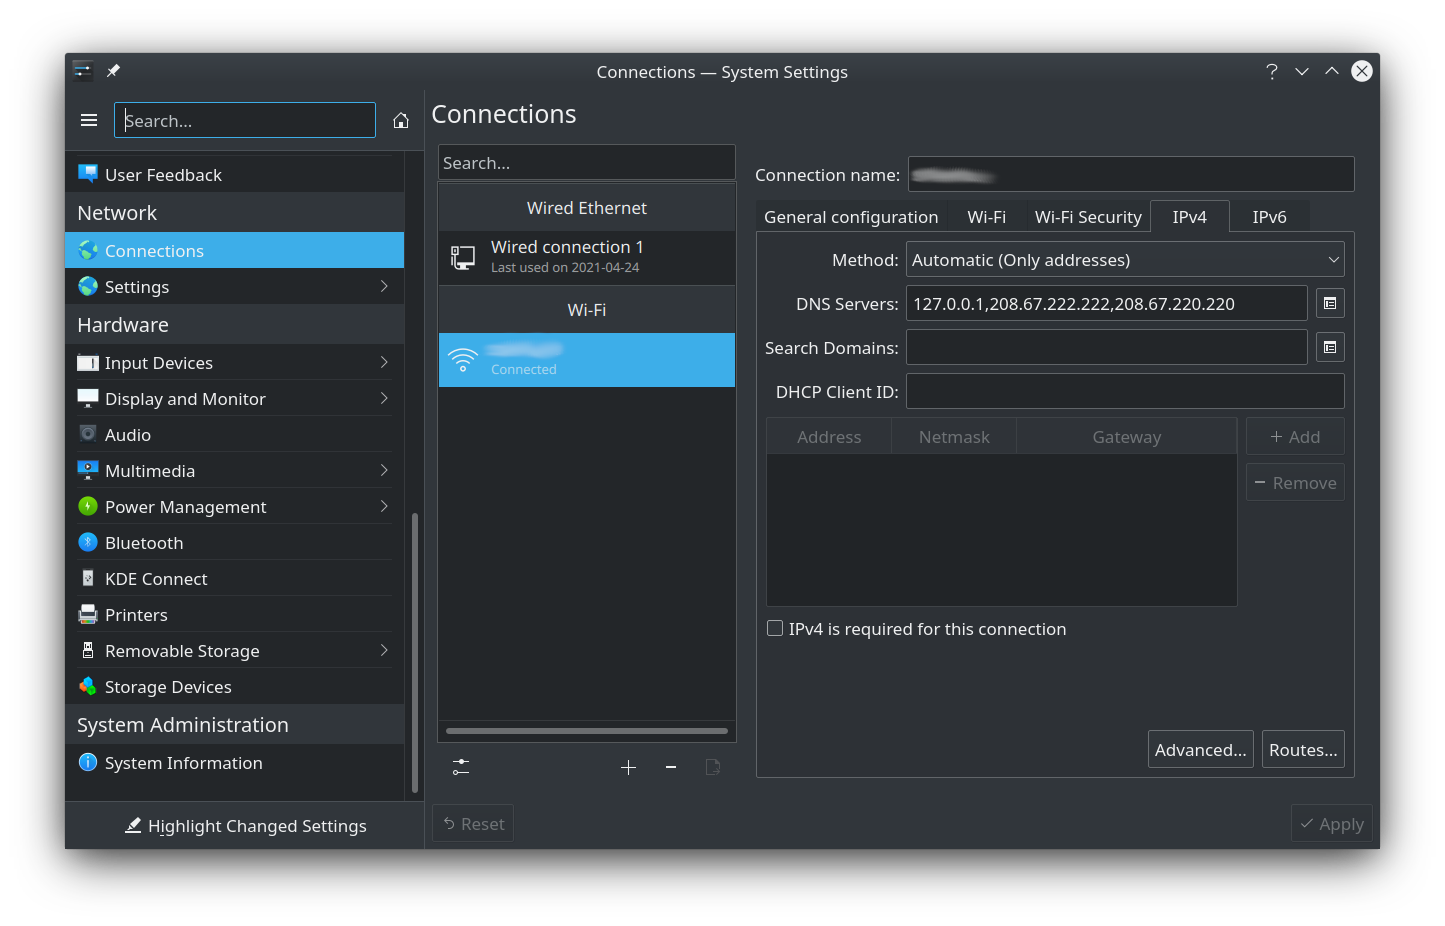 Connections — System Settings
Search...
User Feedback
Network
Connections
Settings
Hardware
Input Devices
Display and Monitor
Audio
Multimedia
Power Management
Bluetooth
KDE Connect
Printers
Removable Storage
Storage Devices
System Administration
System Information
Highlight Changed Settings
Connections
Search...
Wired Ethernet
Wired connection 1
Last used on 2021-04-24
Wi-Fi
Connected
Connection name:
General configuration Wi-Fi Wi-Fi Security IPv4 IPv6
Method: Automatic (Only addresses)
DNS Servers: 127.0.0.1,208.67.222.222,208.67.220.220
Search Domains:
DHCP Client ID:
Address Netmask Gateway
Add
Remove
IPv4 is required for this connection
Advanced... Routes...
Reset Apply